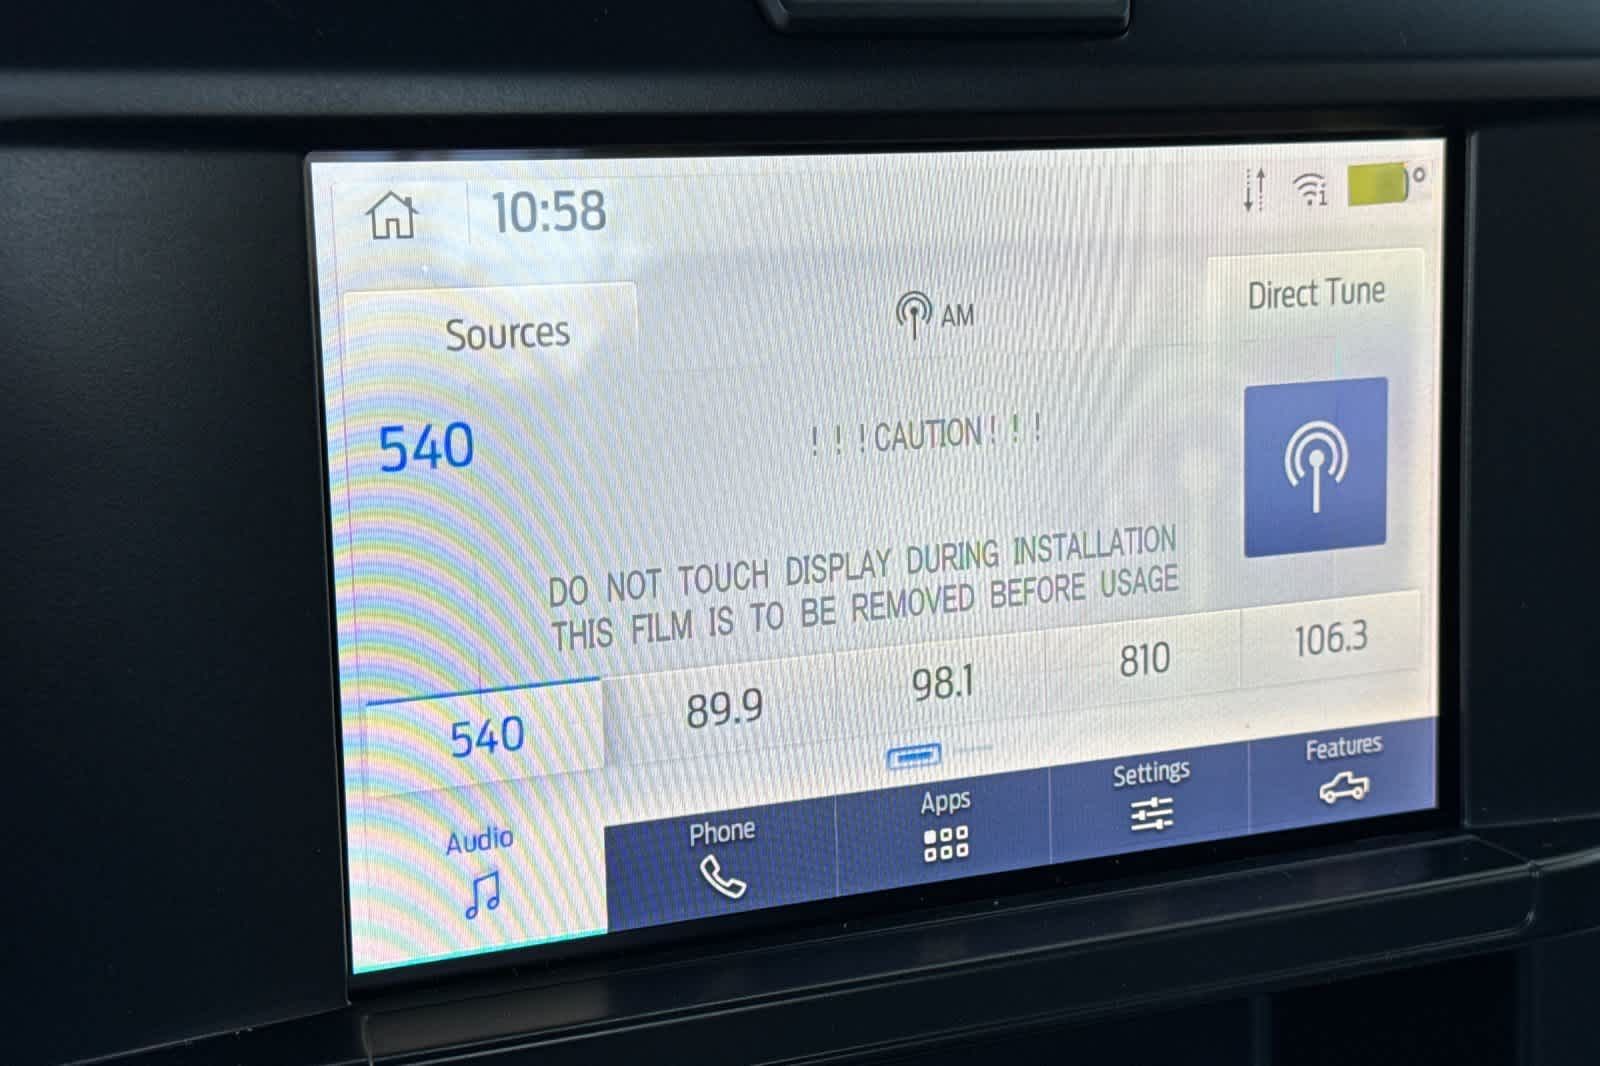 10:58
Sources
AM
Direct Tune
540
! ! ! CAUTION! ! !
DO NOT TOUCH DISPLAY DURING INSTALLATION
THIS FILM IS TO BE REMOVED BEFORE USAGE
540 89.9 98.1 810 106.3
Audio Phone Apps Settings Features